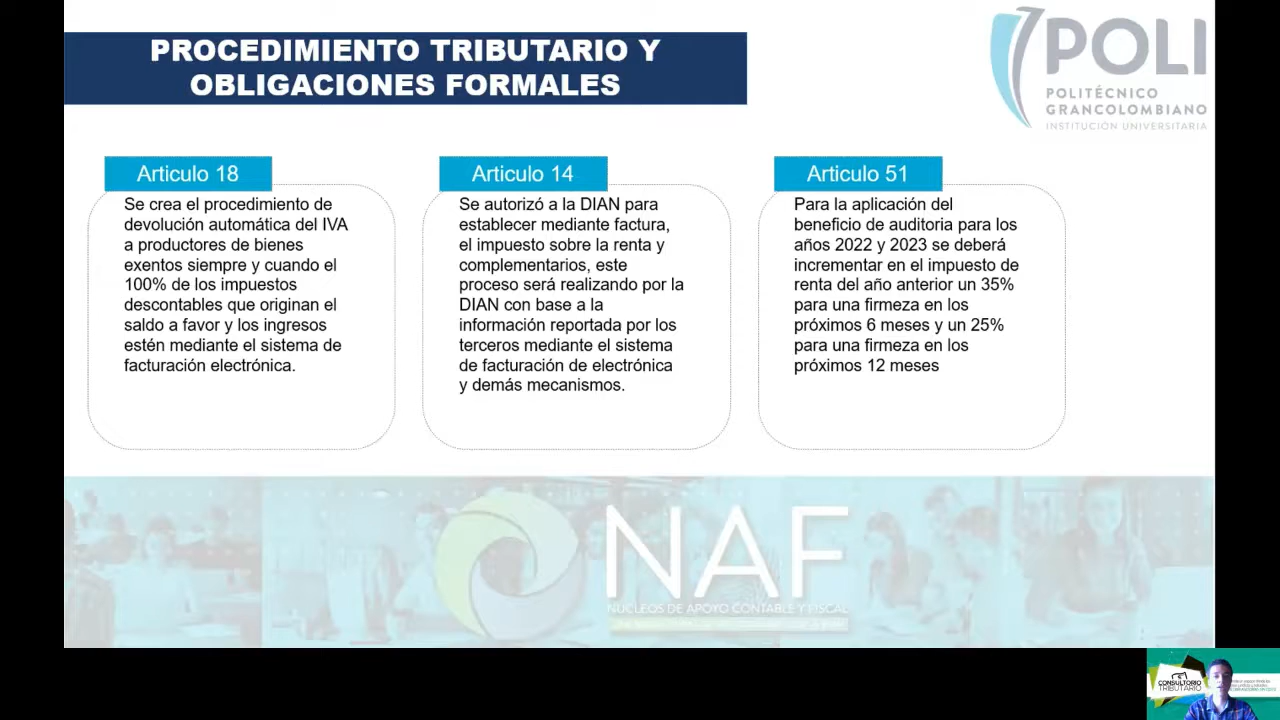 PROCEDIMIENTO TRIBUTARIO Y
OBLIGACIONES FORMALES
POLI
POLITÉCNICO
GRANCOLOMBIANO
INSTITUCIÓN UNIVERSITARIA
Articulo 18
Se crea el procedimiento de
devolución automática del IVA
a productores de bienes
exentos siempre y cuando el
100% de los impuestos
descontables que originan el
saldo a favor y los ingresos
estén mediante el sistema de
facturación electrónica.
Articulo 14
Se autorizó a la DIAN para
establecer mediante factura,
el impuesto sobre la renta y
complementarios, este
proceso será realizando por la
DIAN con base a la
información reportada por los
terceros mediante el sistema
de facturación de electrónica
y demás mecanismos.
Articulo 51
Para la aplicación del
beneficio de auditoria para los
años 2022 y 2023 se deberá
incrementar en el impuesto de
renta del año anterior un 35%
para una firmeza en los
próximos 6 meses y un 25%
para una firmeza en los
próximos 12 meses
NAF
NÚCLEOS DE APOYO CONTABLE Y FISCAL
CONSULTORIO
TRIBUTARIO